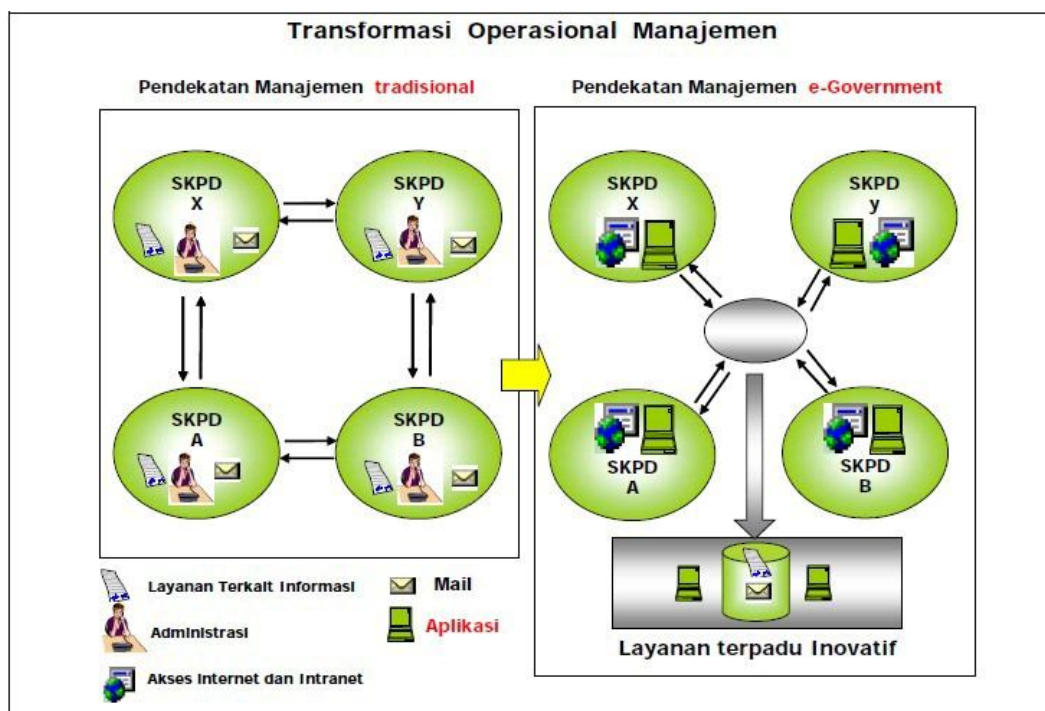 Transformasi Operasional Manajemen
Pendekatan Manajemen tradisional
Pendekatan Manajemen e-Government
SKPD
X
SKPD
Y
SKPD
A
SKPD
B
SKPD
X
SKPD
y
SKPD
A
SKPD
B
Layanan terpadu Inovatif
Layanan Terkait Informasi
Administrasi
Akses Internet dan Intranet
Mail
Aplikasi